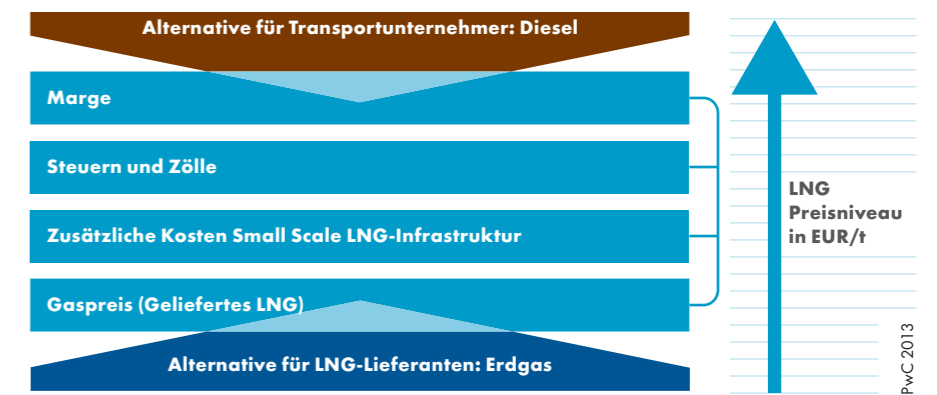 Alternative für Transportunternehmer: Diesel
Marge
Steuern und Zölle
Zusätzliche Kosten Small Scale LNG-Infrastruktur
Gaspreis (Geliefertes LNG)
Alternative für LNG-Lieferanten: Erdgas
LNG
Preisniveau
in EUR/t
PwC 2013